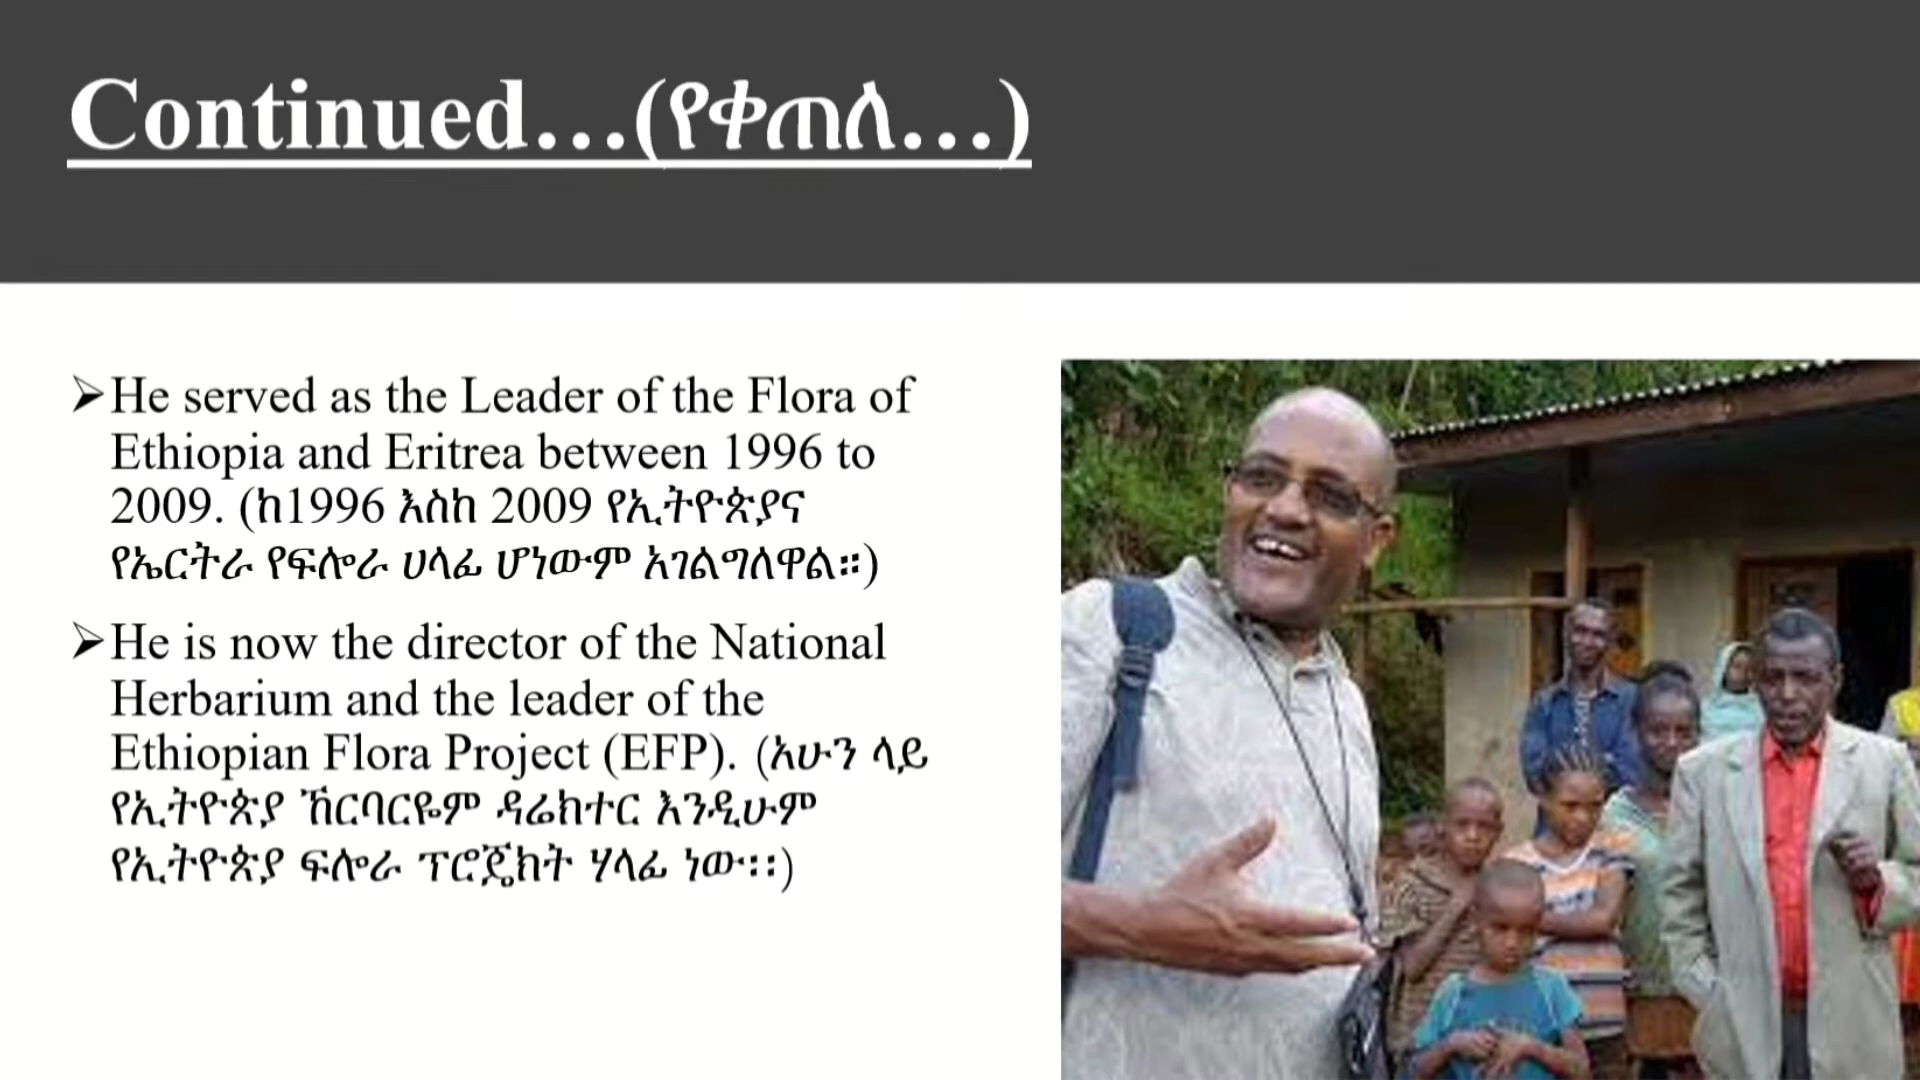 Continued…(የቀጠለ…)
➢He served as the Leader of the Flora of
Ethiopia and Eritrea between 1996 to
2009. (ከ1996 እስከ 2009 የኢትዮጵያና
የኤርትራ የፍሎራ ሀላፊ ሆነውም አገልግለዋል።)
➢He is now the director of the National
Herbarium and the leader of the
Ethiopian Flora Project (EFP). (አሁን ላይ
የኢትዮጵያ ኸርባርዬም ዳሬክተር እንዲሁም
የኢትዮጵያ ፍሎራ ፕሮጄክት ሃላፊ ነው፡፡)